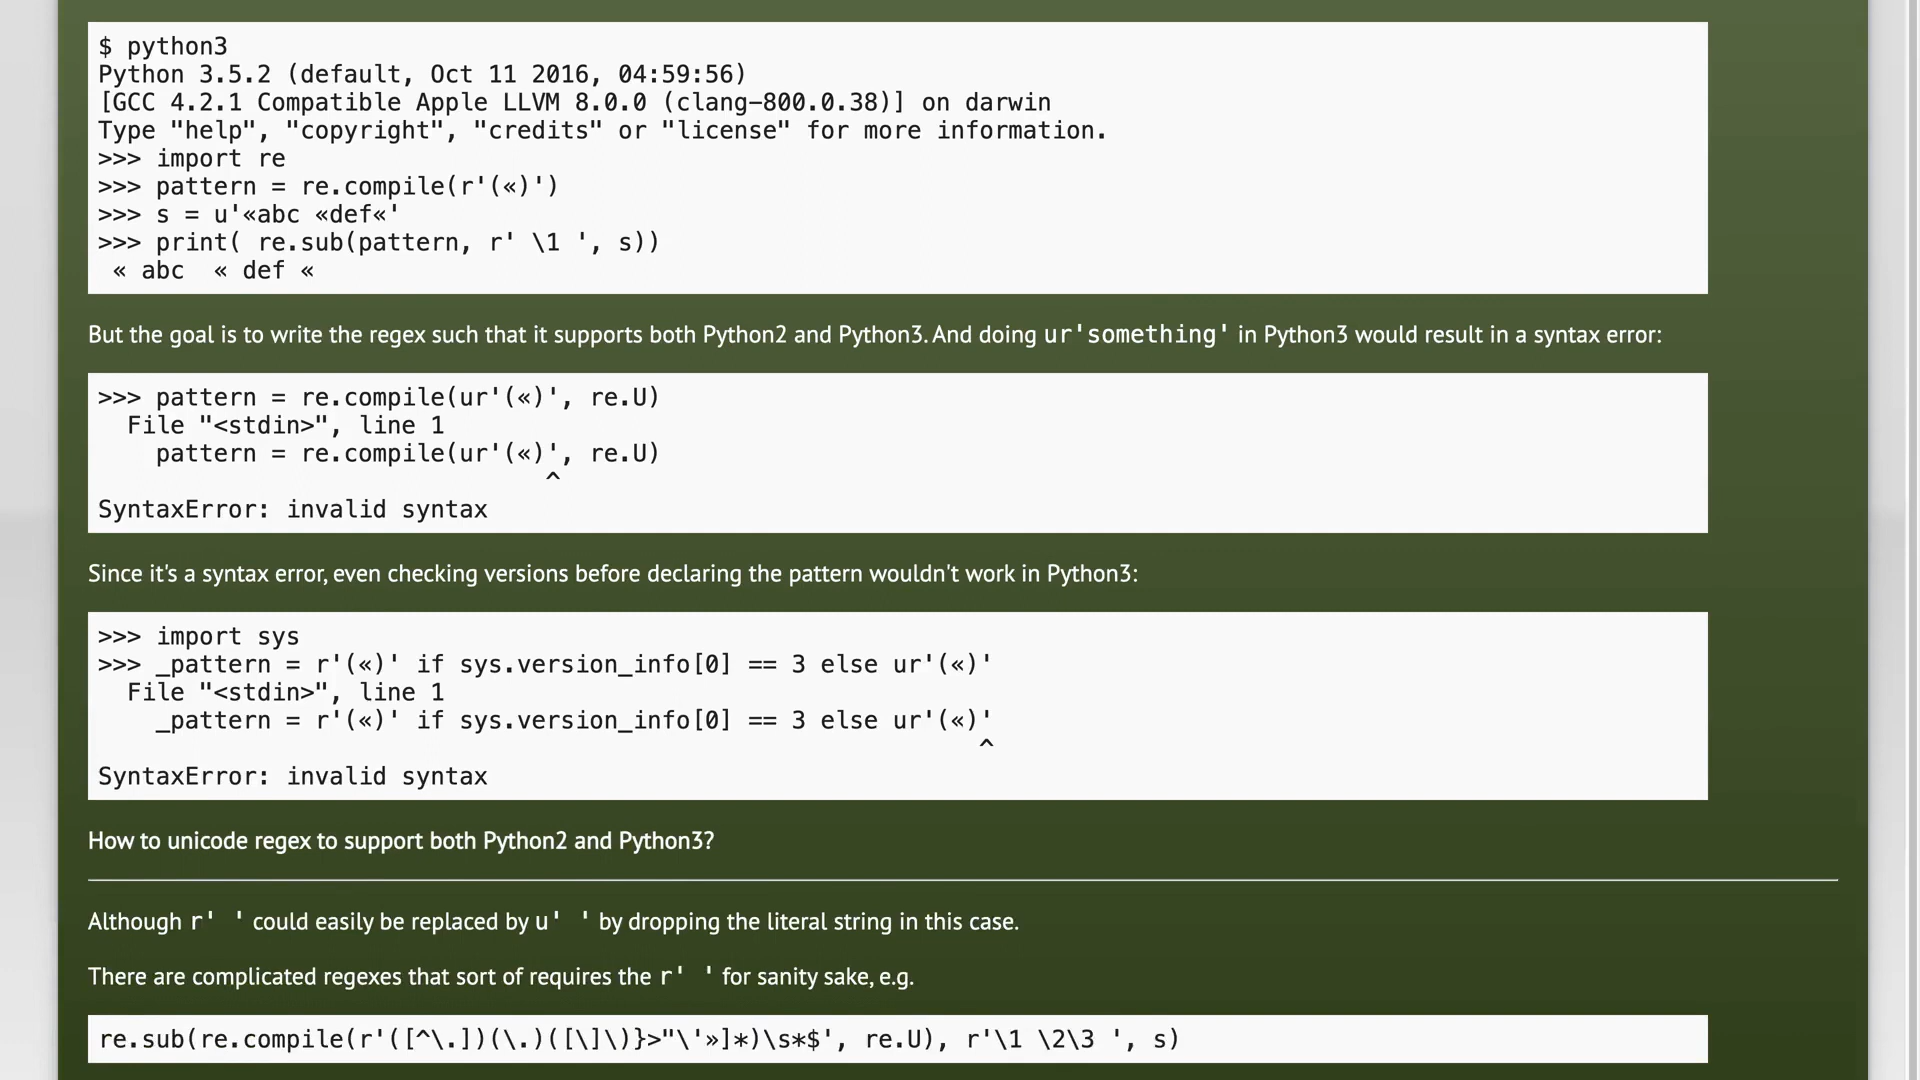 $ python3
Python 3.5.2 (default, Oct 11 2016, 04:59:56)
[GCC 4.2.1 Compatible Apple LLVM 8.0.0 (clang-800.0.38)] on darwin
Type "help", "copyright", "credits" or "license" for more information.
>>> import re
>>> pattern = re.compile(r'(«)')
>>> s = u'«abc «def«'
>>> print( re.sub(pattern, r' \1 ', s))
 « abc  « def «
But the goal is to write the regex such that it supports both Python2 and Python3. And doing ur'something' in Python3 would result in a syntax error:
>>> pattern = re.compile(ur'(«)', re.U)
  File "<stdin>", line 1
    pattern = re.compile(ur'(«)', re.U)
                               ^
SyntaxError: invalid syntax
Since it's a syntax error, even checking versions before declaring the pattern wouldn't work in Python3:
>>> import sys
>>> _pattern = r'(«)' if sys.version_info[0] == 3 else ur'(«)'
  File "<stdin>", line 1
    _pattern = r'(«)' if sys.version_info[0] == 3 else ur'(«)'
                                                             ^
SyntaxError: invalid syntax
How to unicode regex to support both Python2 and Python3?
Although r' ' could easily be replaced by u' ' by dropping the literal string in this case.
There are complicated regexes that sort of requires the r' ' for sanity sake, e.g.
re.sub(re.compile(r'([^\.])(\.)([\]\)}>"\'»]*)\s*$', re.U), r'\1 \2\3 ', s)